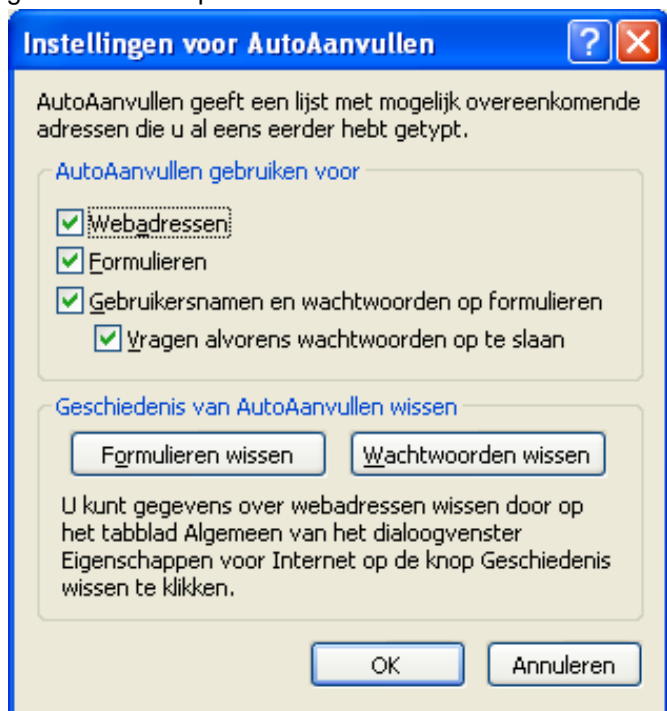 Instellingen voor AutoAanvullen
AutoAanvullen geeft een lijst met mogelijk overeenkomende
adressen die u al eens eerder hebt getypt.
AutoAanvullen gebruiken voor
Webadressen
Formulieren
Gebruikersnamen en wachtwoorden op formulieren
Vragen alvorens wachtwoorden op te slaan
Geschiedenis van AutoAanvullen wissen
Formulieren wissen
Wachtwoorden wissen
U kunt gegevens over webadressen wissen door op
het tabblad Algemeen van het dialoogvenster
Eigenschappen voor Internet op de knop Geschiedenis
wissen te klikken.
OK
Annuleren